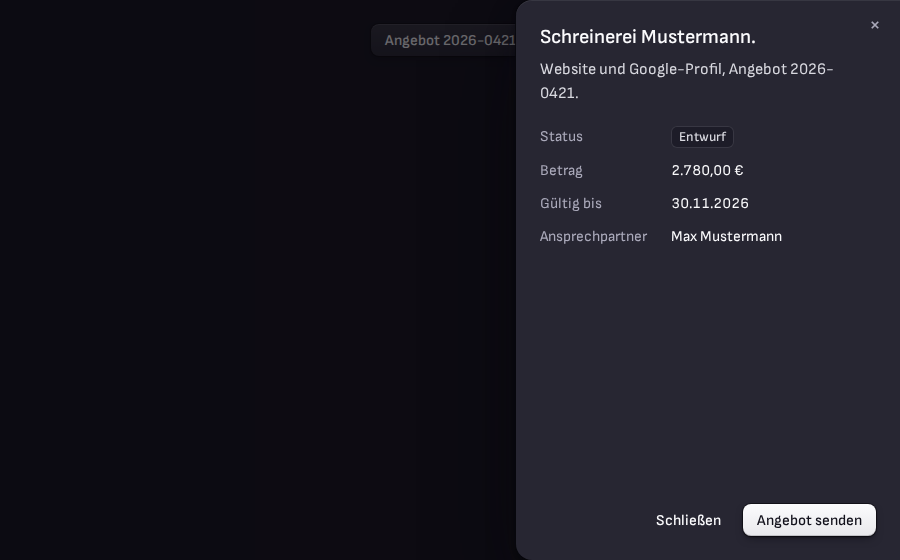 Angebot 2026-0421
×
Schreinerei Mustermann.
Website und Google-Profil, Angebot 2026-
0421.
Status Entwurf
Betrag 2.780,00 €
Gültig bis 30.11.2026
Ansprechpartner Max Mustermann
Schließen Angebot senden